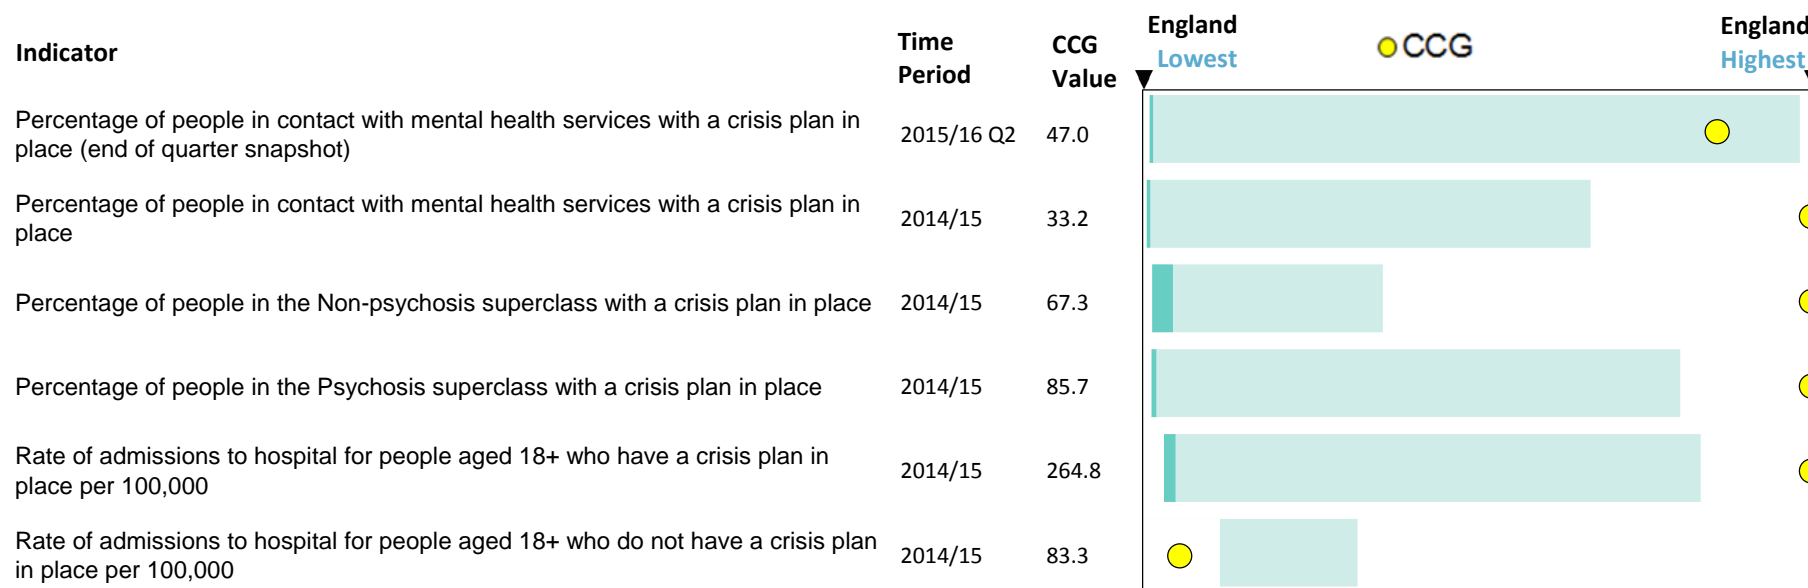 Indicator
Time
Period
CCG
Value
England
Lowest
CCG
England
Highest
Percentage of people in contact with mental health services with a crisis plan in
place (end of quarter snapshot)
2015/16 Q2
47.0
Percentage of people in contact with mental health services with a crisis plan in
place
2014/15
33.2
Percentage of people in the Non-psychosis superclass with a crisis plan in place
2014/15
67.3
Percentage of people in the Psychosis superclass with a crisis plan in place
2014/15
85.7
Rate of admissions to hospital for people aged 18+ who have a crisis plan in
place per 100,000
2014/15
264.8
Rate of admissions to hospital for people aged 18+ who do not have a crisis plan
in place per 100,000
2014/15
83.3